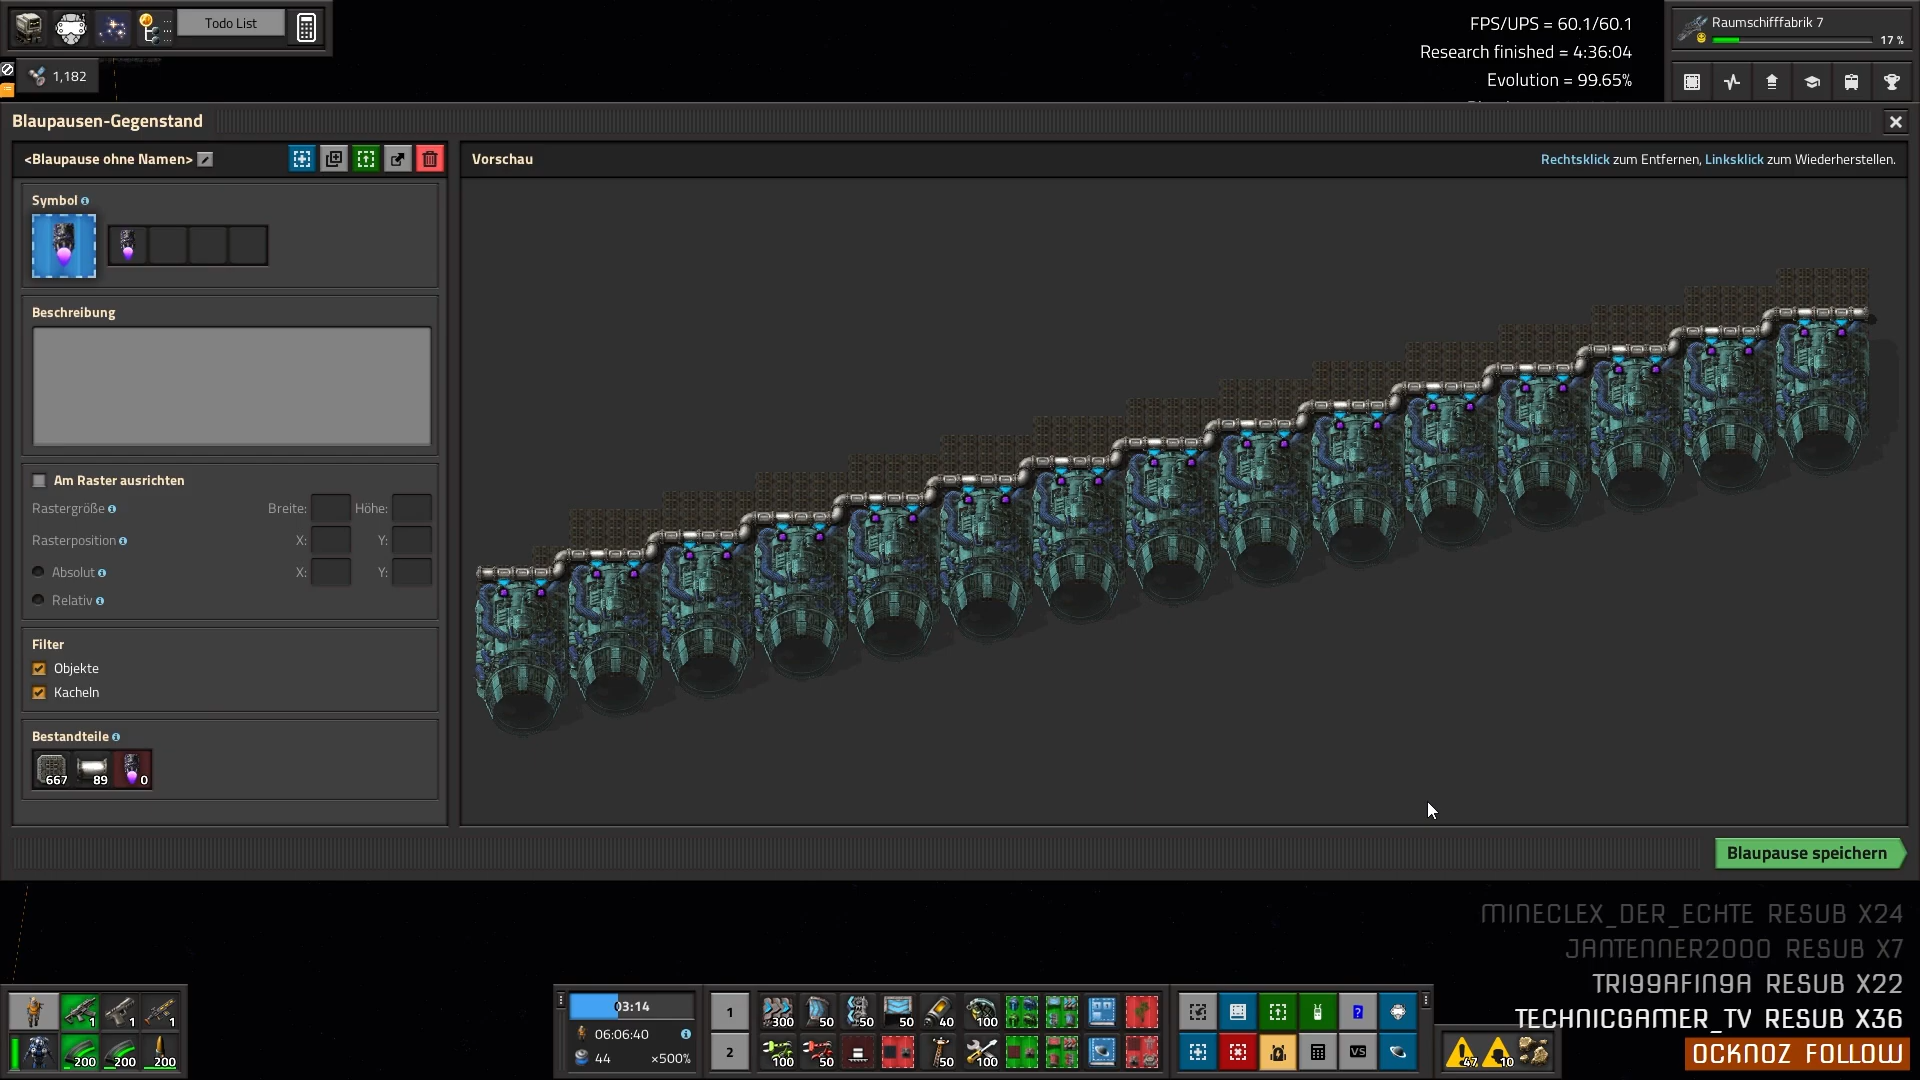 Todo List
FPS/UPS = 60.1/60.1
Research finished = 4:36:04
Evolution = 99.65%
Raumschifffabrik 7
17 %
1,182
Blaupausen-Gegenstand
<Blaupause ohne Namen>
Vorschau
Rechtsklick zum Entfernen, Linksklick zum Wiederherstellen.
Symbol
Beschreibung
Am Raster ausrichten
Rastergröße Breite: Höhe:
Rasterposition X: Y:
Absolut X: Y:
Relativ
Filter
Objekte
Kacheln
Bestandteile
667 89 0
Blaupause speichern
MINECLEX_DER_ECHTE RESUB X24
JANTENNER2000 RESUB X7
TRI99AFIN9A RESUB X22
TECHNICGAMER_TV RESUB X36
OCKNOZ FOLLOW
1 1 1
200 200 200
03:14
06:06:40
44 ×500%
1
2
300 50 50 50 40 100
100 50 50 100
?
VS
47 10